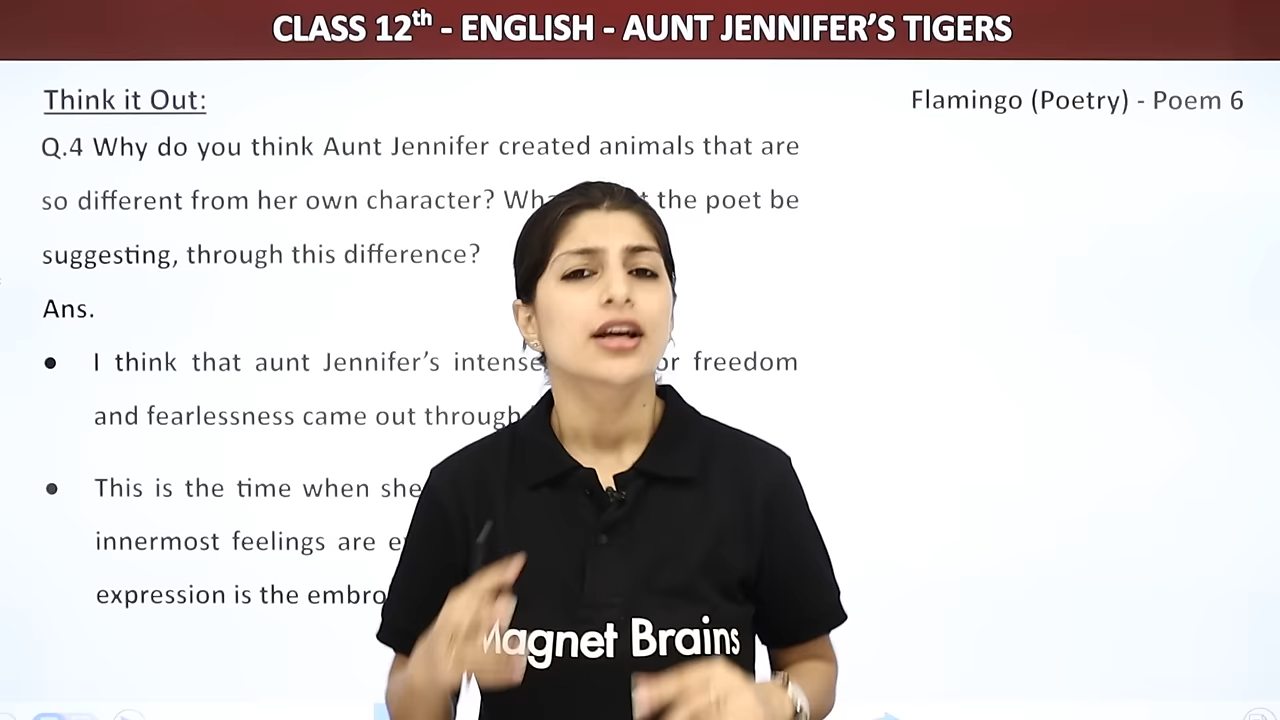 CLASS 12th - ENGLISH - AUNT JENNIFER'S TIGERS
Think it Out:
Flamingo (Poetry) - Poem 6
Q.4 Why do you think Aunt Jennifer created animals that are
so different from her own character? the poet be
suggesting, through this difference?
Ans.
● I think that aunt Jennifer's intense freedom
and fearlessness came out through
● This is the time when she
innermost feelings are
expression is the
Magnet Brains